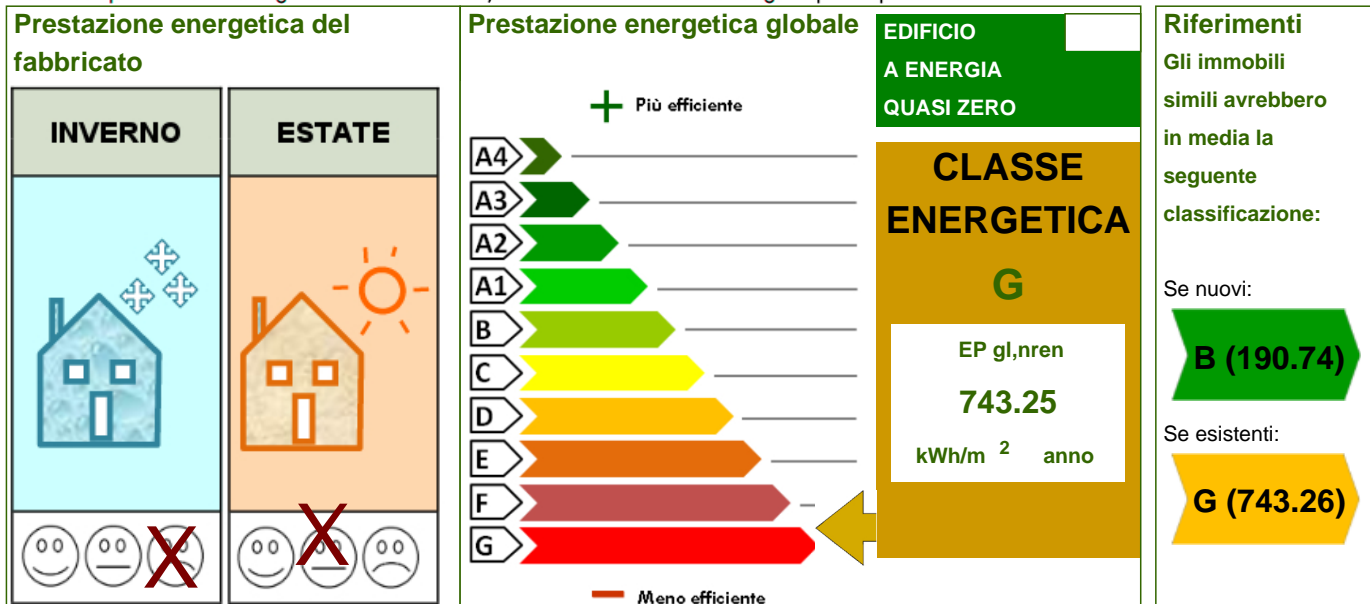 Prestazione energetica del
fabbricato
INVERNO
ESTATE
Prestazione energetica globale
Più efficiente
A4
A3
A2
A1
B
C
D
E
F
G
Meno efficiente
EDIFICIO
A ENERGIA
QUASI ZERO
CLASSE
ENERGETICA
G
EP gl,nren
743.25
kWh/m 2 anno
Riferimenti
Gli immobili
simili avrebbero
in media la
seguente
classificazione:
Se nuovi:
B (190.74)
Se esistenti:
G (743.26)